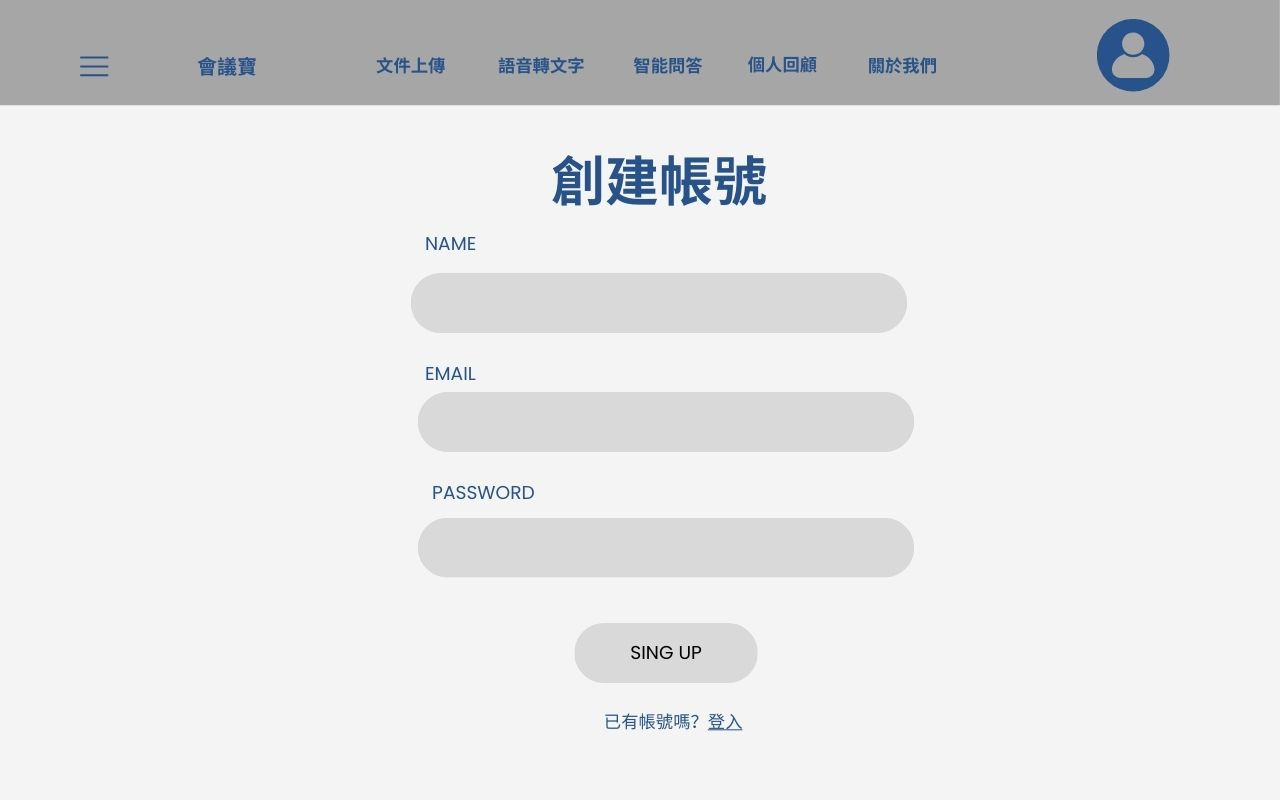 會議寶
文件上傳
語音轉文字
智能問答
個人回顧
關於我們
創建帳號
NAME
EMAIL
PASSWORD
SING UP
已有帳號嗎? 登入